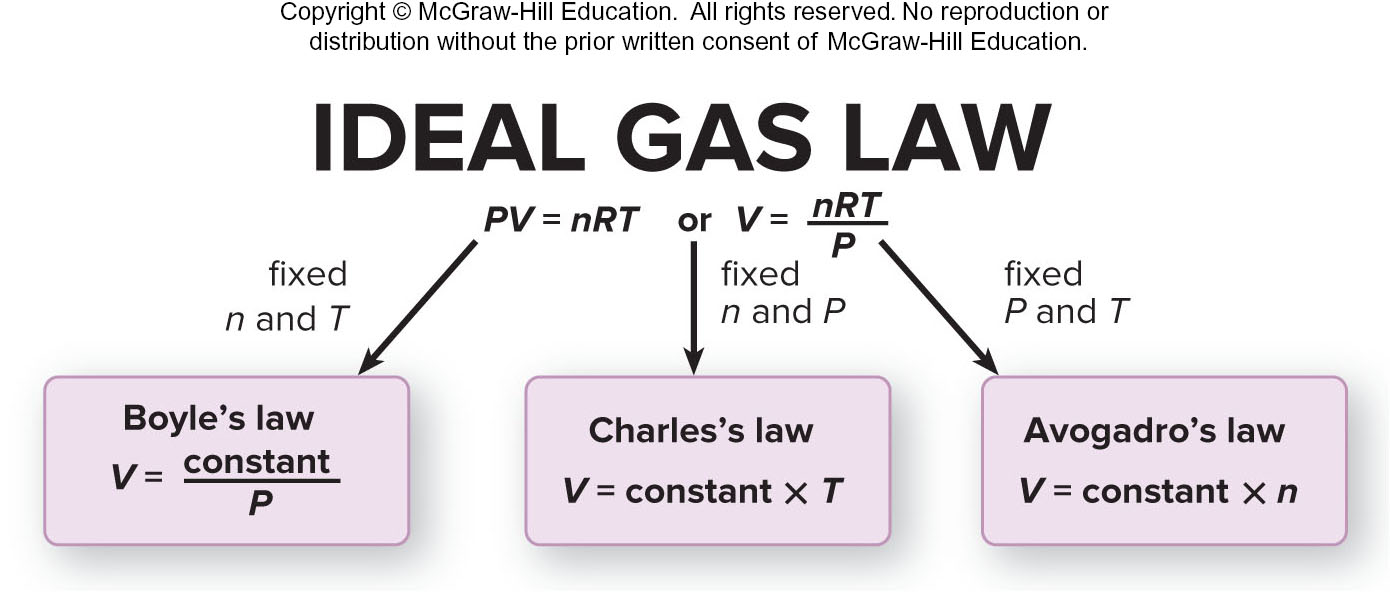 Copyright © McGraw-Hill Education.  All rights reserved. No reproduction or
distribution without the prior written consent of McGraw-Hill Education.
IDEAL GAS LAW
PV = nRT or V = nRT / P
fixed
n and T
fixed
n and P
fixed
P and T
Boyle’s law
V = constant / P
Charles’s law
V = constant × T
Avogadro’s law
V = constant × n